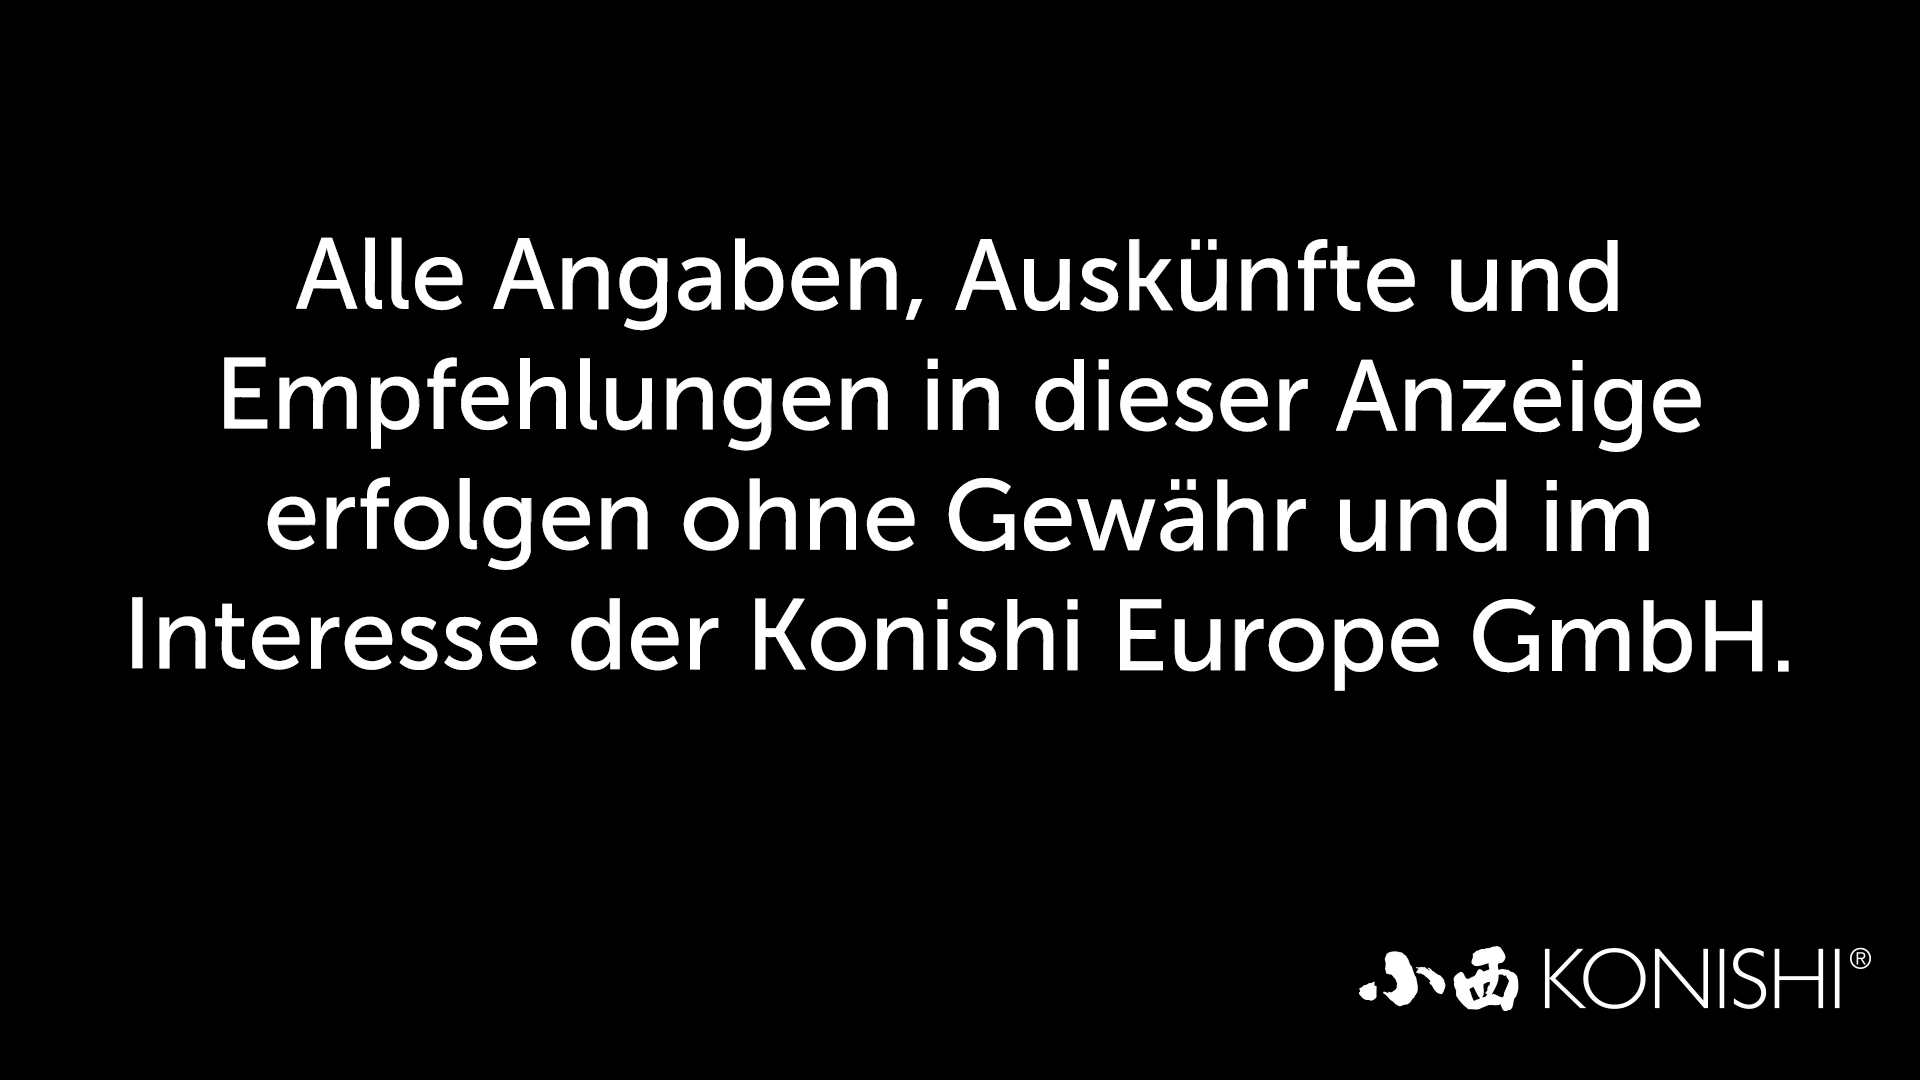 Alle Angaben, Auskünfte und
Empfehlungen in dieser Anzeige
erfolgen ohne Gewähr und im
Interesse der Konishi Europe GmbH.
小西 KONISHI®